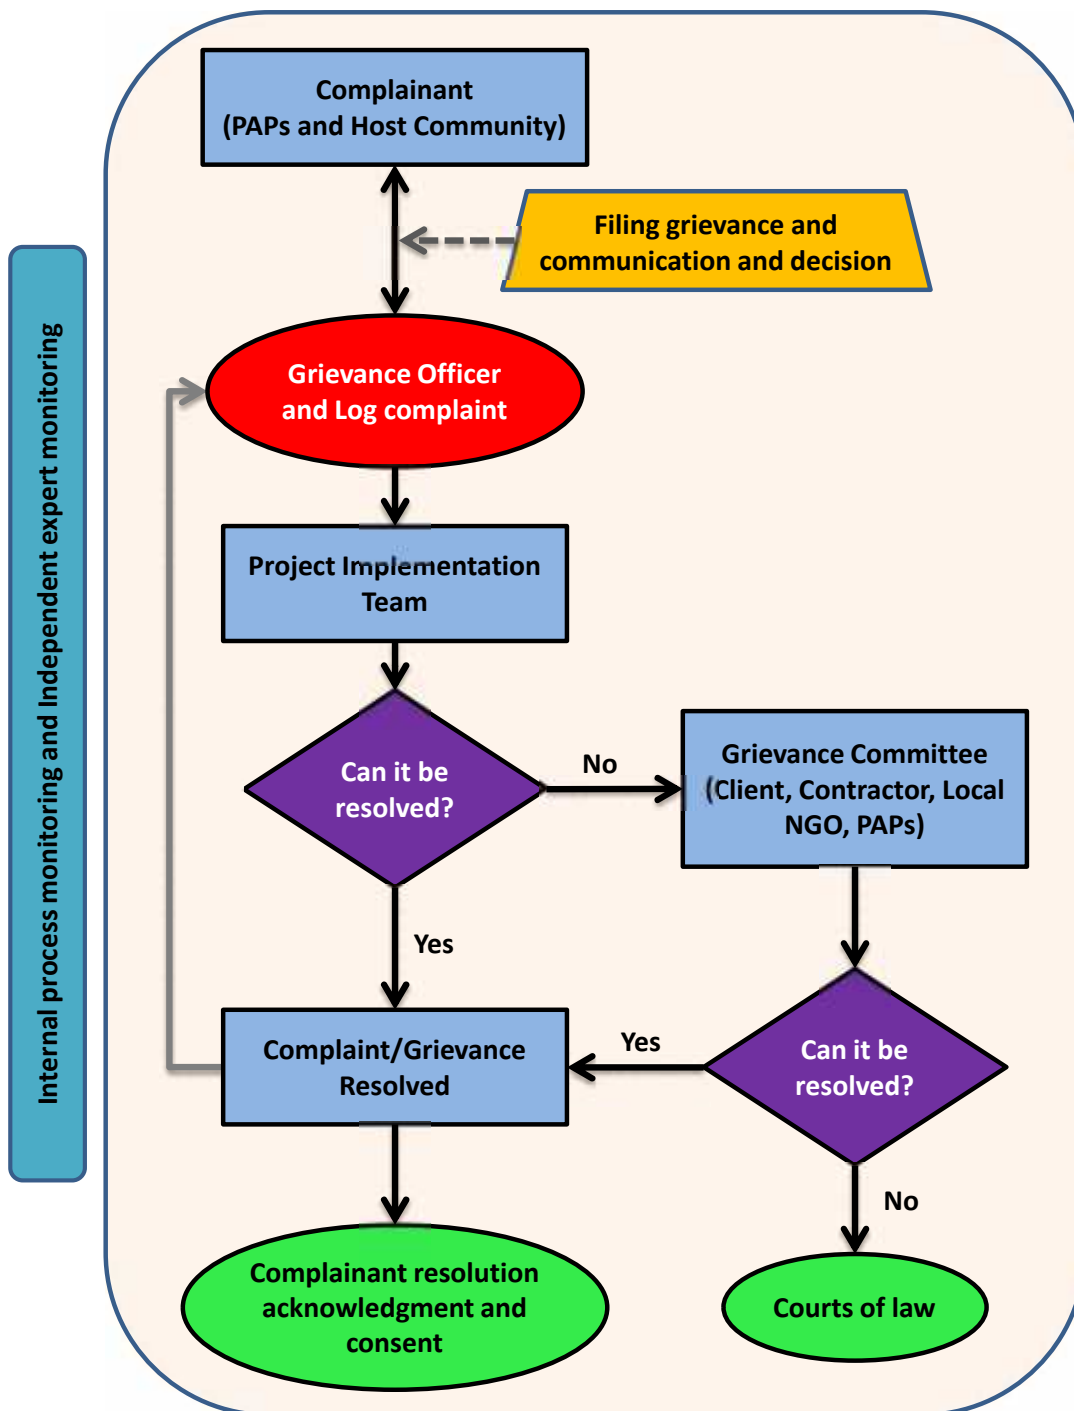 Complainant
(PAPs and Host Community)
Filing grievance and
communication and decision
Internal process monitoring and Independent expert monitoring
Grievance Officer
and Log complaint
Project Implementation
Team
Can it be
resolved?
No
Grievance Committee
(Client, Contractor, Local
NGO, PAPs)
Yes
Complaint/Grievance
Resolved
Yes
Can it be
resolved?
No
Complainant resolution
acknowledgment and
consent
Courts of law